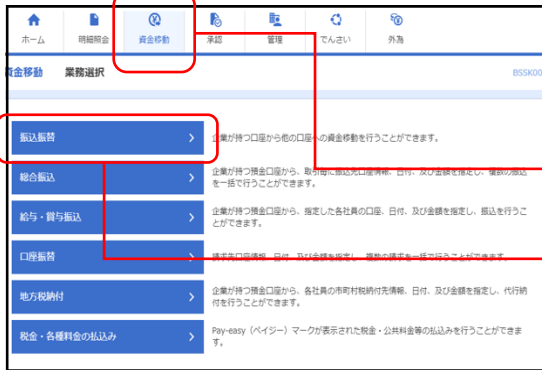 ホーム 明細照会 資金移動 承認 管理 でんさい 外為
資金移動 業務選択 BSSK00
振込振替 企業が持つ口座から他の口座への資金移動を行うことができます。
総合振込 企業が持つ預金口座から、取引毎に振込先口座情報、日付、及び金額を指定し、複数の振込
を一括で行うことができます。
給与・賞与振込 企業が持つ預金口座から、指定した各社員の口座、日付、及び金額を指定し、振込を行うこ
とができます。
口座振替 請求先口座情報、日付、及び金額を指定し、複数の請求を一括で行うことができます。
地方税納付 企業が持つ預金口座から、各社員の市町村税納付先情報、日付、及び金額を指定し、代行納
付を行うことができます。
税金・各種料金の払込み Pay-easy（ペイジー）マークが表示された税金・公共料金等の払込みを行うことができま
す。